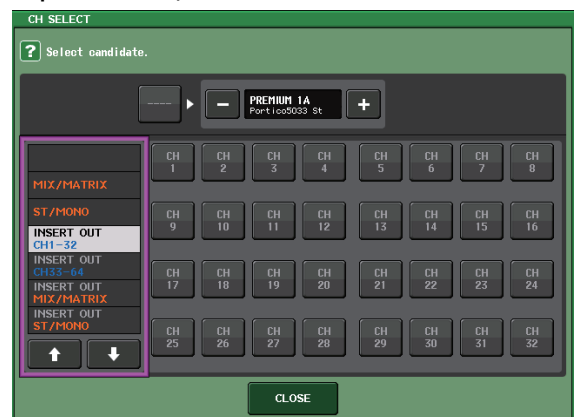 CH SELECT
? Select candidate.
----
− PREMIUM 1A +
Portico5033 St
MIX/MATRIX
ST/MONO
INSERT OUT
CH1-32
INSERT OUT
CH33-64
INSERT OUT
MIX/MATRIX
INSERT OUT
ST/MONO
CH 1
CH 2
CH 3
CH 4
CH 5
CH 6
CH 7
CH 8
CH 9
CH 10
CH 11
CH 12
CH 13
CH 14
CH 15
CH 16
CH 17
CH 18
CH 19
CH 20
CH 21
CH 22
CH 23
CH 24
CH 25
CH 26
CH 27
CH 28
CH 29
CH 30
CH 31
CH 32
CLOSE